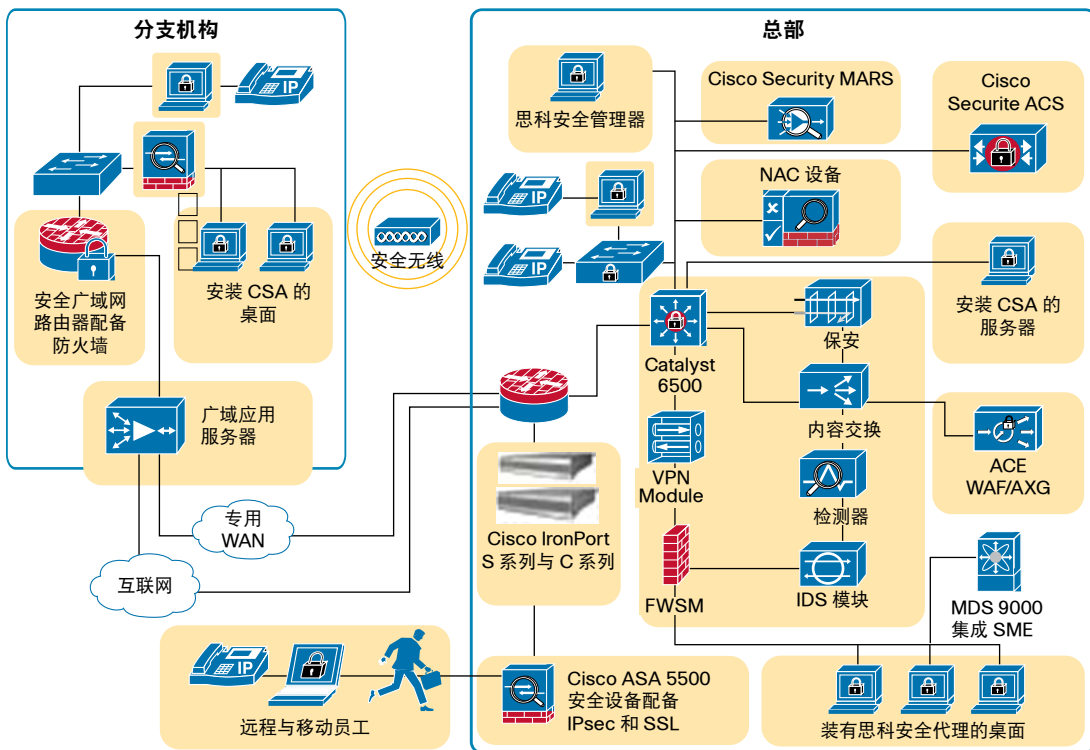 分支机构
IP
安全广域网
路由器配备
防火墙
安装 CSA 的
桌面
广域应用
服务器
安全无线
专用
WAN
互联网
IP
远程与移动员工
总部
思科安全管理器
Cisco Security MARS
Cisco
Securite ACS
NAC 设备
IP
IP
安装 CSA 的
服务器
Catalyst
6500
保安
内容交换
ACE
WAF/AXG
VPN
Module
检测器
Cisco IronPort
S 系列与 C 系列
FWSM
IDS 模块
MDS 9000
集成 SME
Cisco ASA 5500
安全设备配备
IPsec 和 SSL
装有思科安全代理的桌面